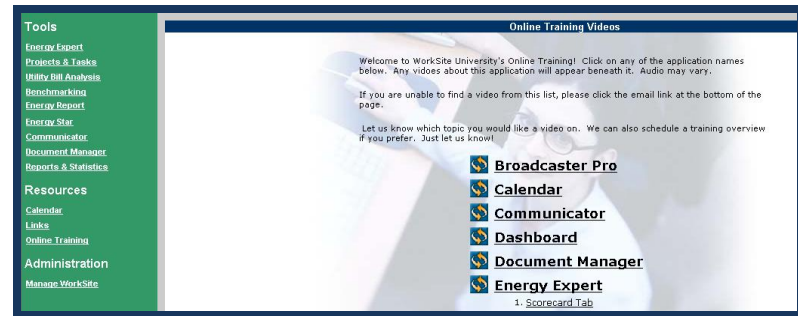 Tools
Energy Expert
Projects & Tasks
Utility Bill Analysis
Benchmarking
Energy Report
Energy Star
Communicator
Document Manager
Reports & Statistics
Resources
Calendar
Links
Online Training
Administration
Manage WorkSite
Online Training Videos
Welcome to WorkSite University's Online Training! Click on any of the application names
below. Any vidoes about this application will appear beneath it. Audio may vary.
If you are unable to find a video from this list, please click the email link at the bottom of the
page.
Let us know which topic you would like a video on. We can also schedule a training overview
if you prefer. Just let us know!
Broadcaster Pro
Calendar
Communicator
Dashboard
Document Manager
Energy Expert
1. Scorecard Tab